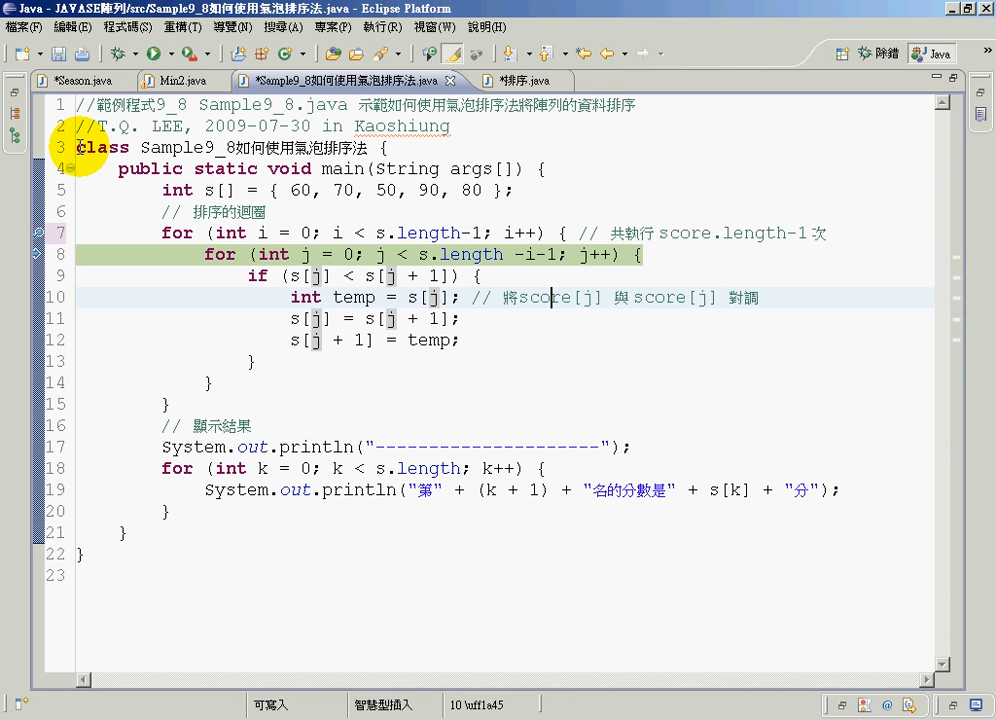 Java - JAVASE陣列/src/Sample9_8如何使用氣泡排序法.java - Eclipse Platform
檔案(F) 編輯(E) 程式碼(S) 重構(T) 導覽(N) 搜尋(A) 專案(P) 執行(R) 視窗(W) 說明(H)
除錯 Java
*Season.java Min2.java *Sample9_8如何使用氣泡排序法.java *排序.java
1 //範例程式9_8 Sample9_8.java 示範如何使用氣泡排序法將陣列的資料排序
2 //T.Q. LEE, 2009-07-30 in Kaoshiung
3 class Sample9_8如何使用氣泡排序法 {
4 public static void main(String args[]) {
5 int s[] = { 60, 70, 50, 90, 80 };
6 // 排序的迴圈
7 for (int i = 0; i < s.length-1; i++) { // 共執行score.length-1次
8 for (int j = 0; j < s.length -i-1; j++) {
9 if (s[j] < s[j + 1]) {
10 int temp = s[j]; // 將score[j] 與score[j] 對調
11 s[j] = s[j + 1];
12 s[j + 1] = temp;
13 }
14 }
15 }
16 // 顯示結果
17 System.out.println("---------------------");
18 for (int k = 0; k < s.length; k++) {
19 System.out.println("第" + (k + 1) + "名的分數是" + s[k] + "分");
20 }
21 }
22 }
23
可寫入 智慧型插入 10 \uff1a45